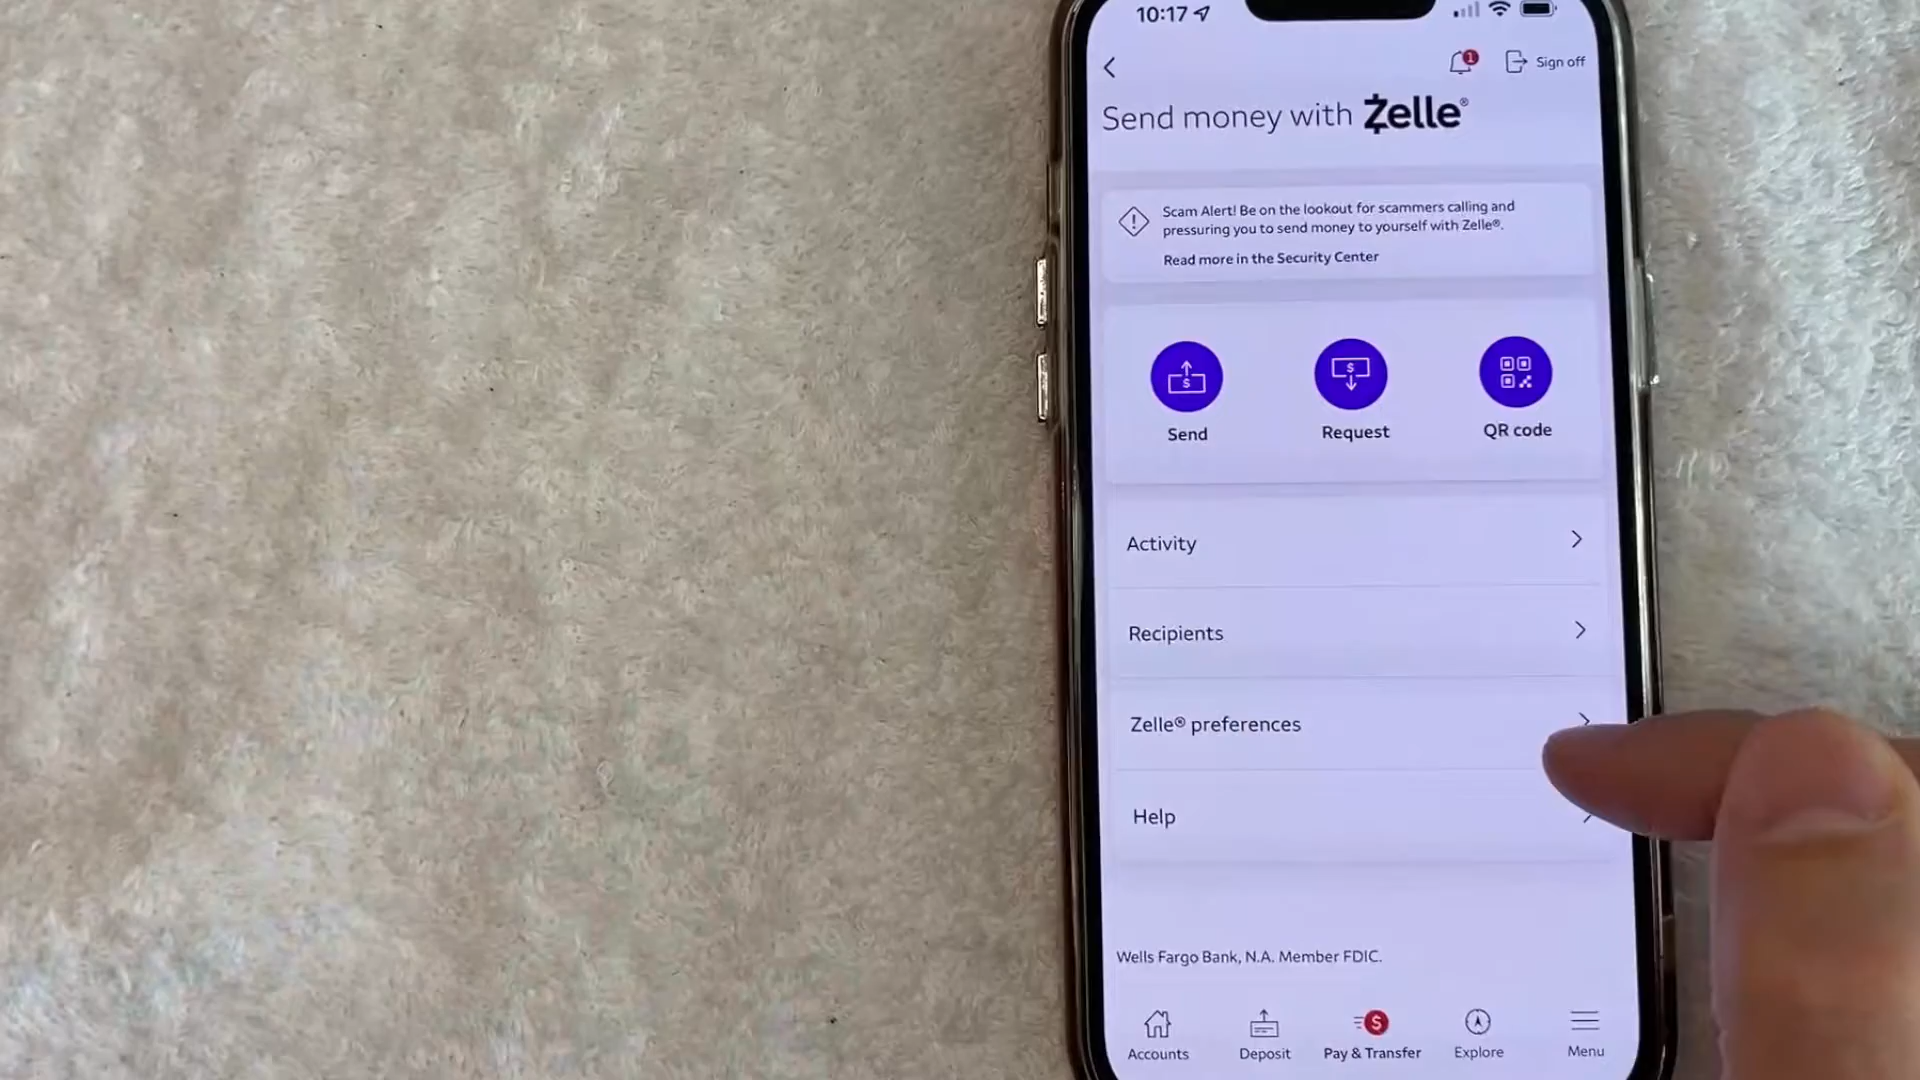 10:17
1
Sign off
Send money with Zelle®
Scam Alert! Be on the lookout for scammers calling and
pressuring you to send money to yourself with Zelle®.
Read more in the Security Center
$ $
Send Request QR code
Activity
Recipients
Zelle® preferences
Help
Wells Fargo Bank, N.A. Member FDIC.
$
Accounts Deposit Pay & Transfer Explore Menu